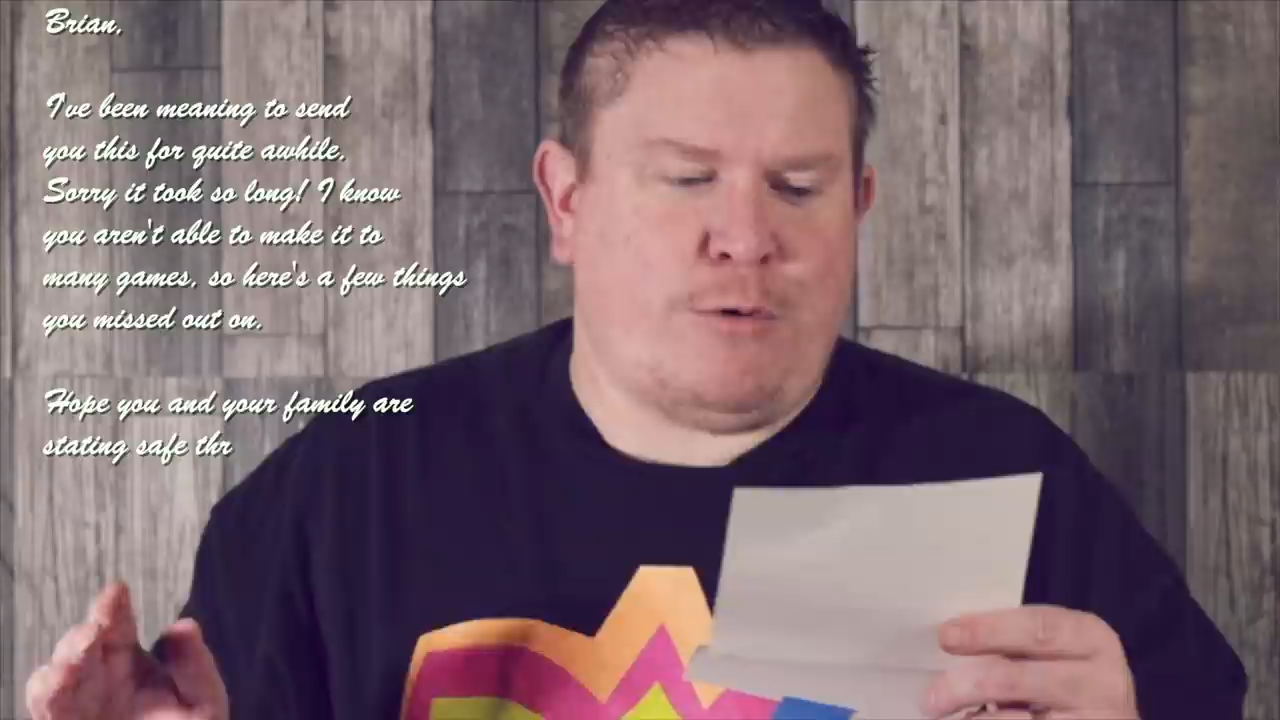 Brian,
I've been meaning to send
you this for quite awhile.
Sorry it took so long! I know
you aren't able to make it to
many games, so here's a few things
you missed out on.
Hope you and your family are
stating safe thr